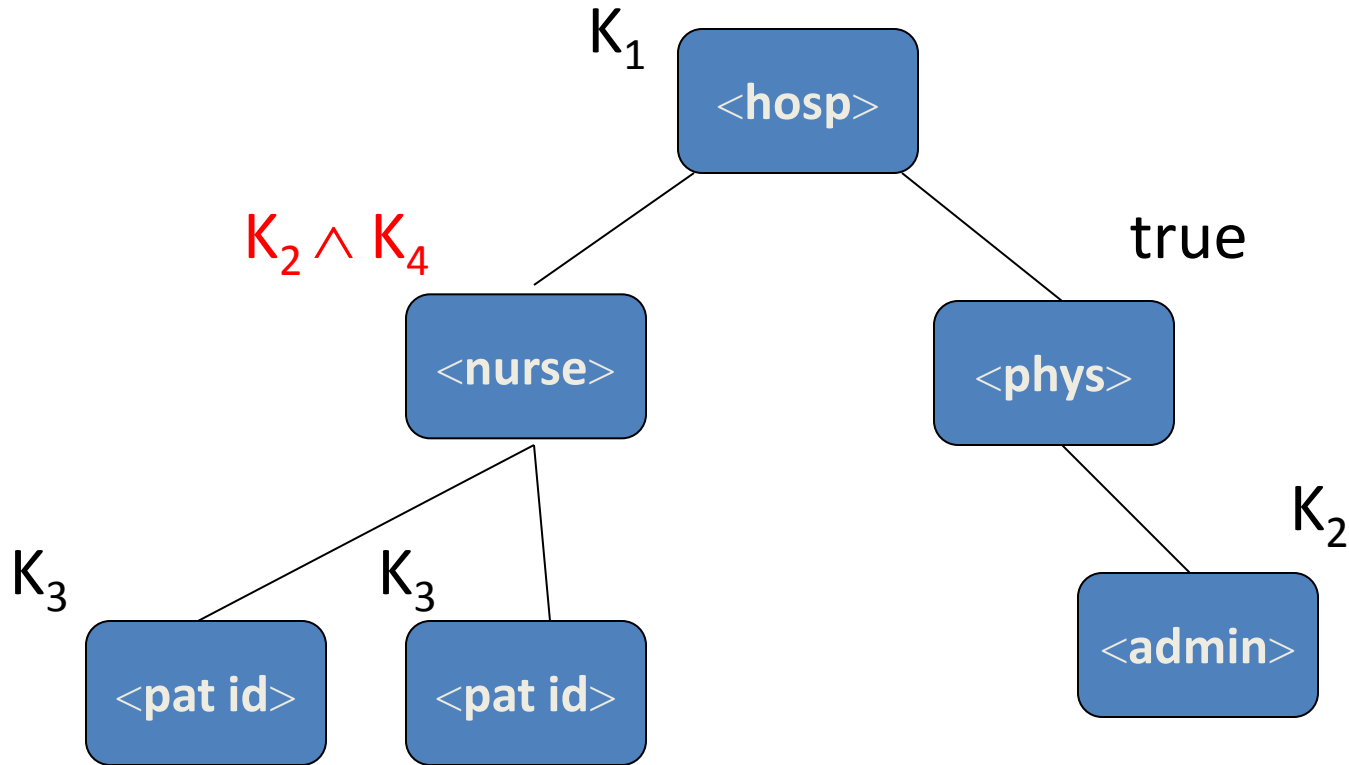 K₁
<hosp>
K₂ ∧ K₄
true
<nurse>
<phys>
K₂
K₃
K₃
<admin>
<pat id>
<pat id>